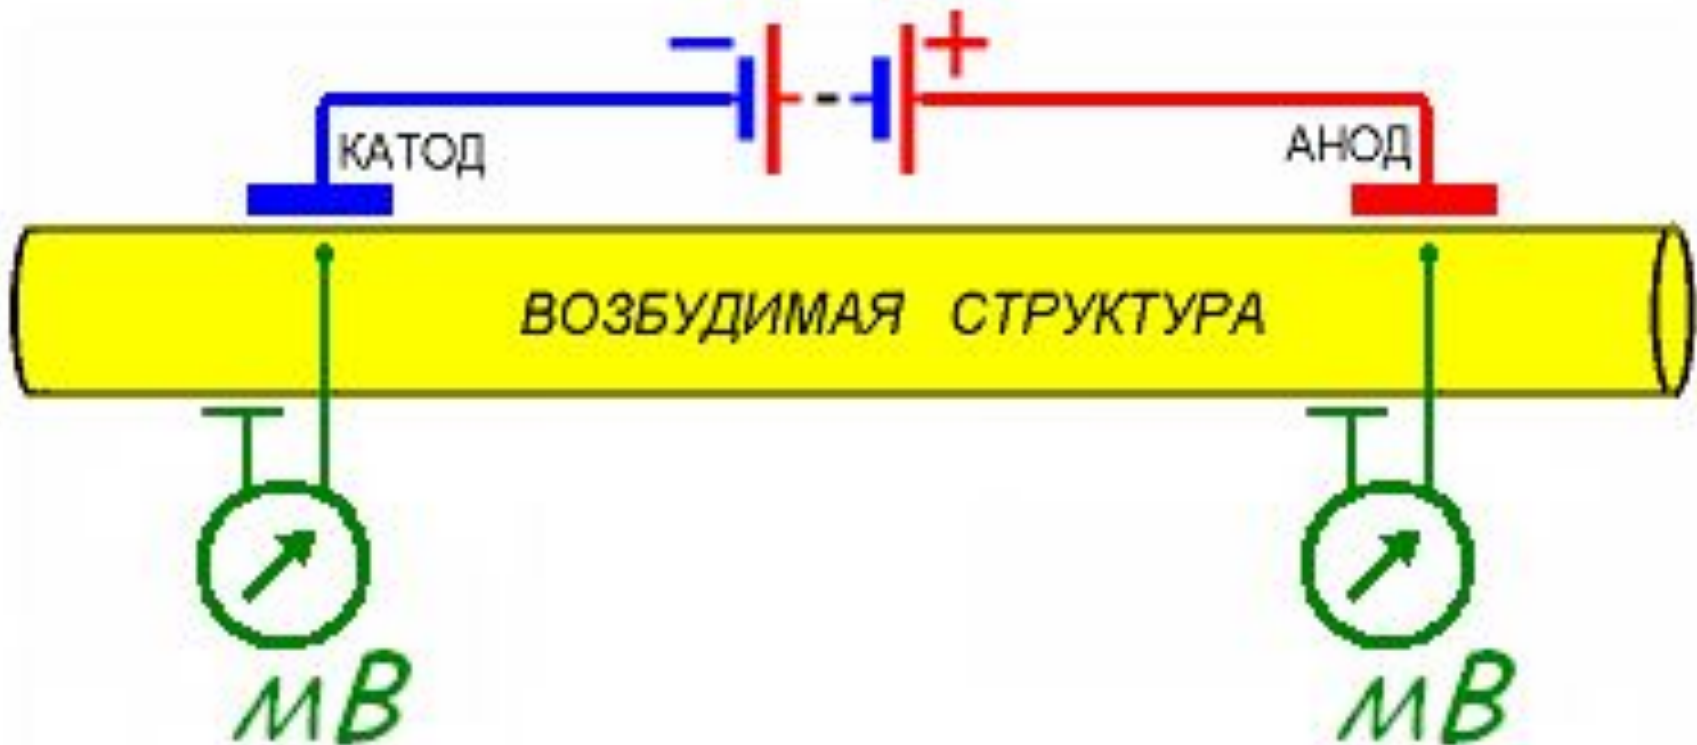 − +
КАТОД
АНОД
ВОЗБУДИМАЯ СТРУКТУРА
мВ
мВ